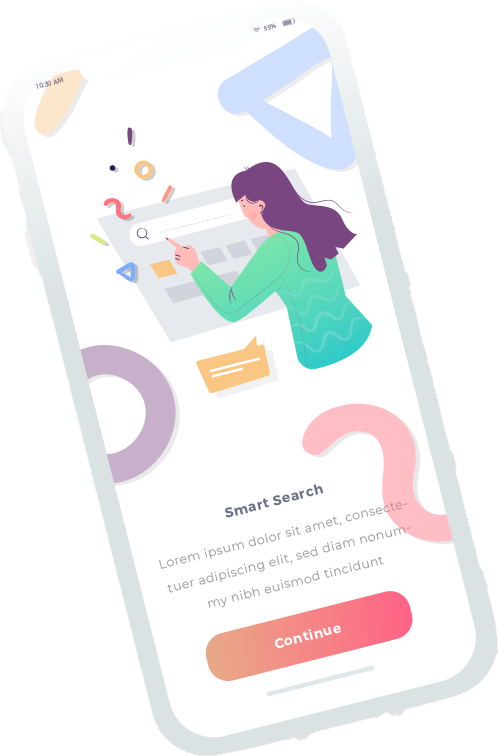 10:30 AM
55%
Smart Search
Lorem ipsum dolor sit amet, consecte-
tuer adipiscing elit, sed diam nonum-
my nibh euismod tincidunt
Continue